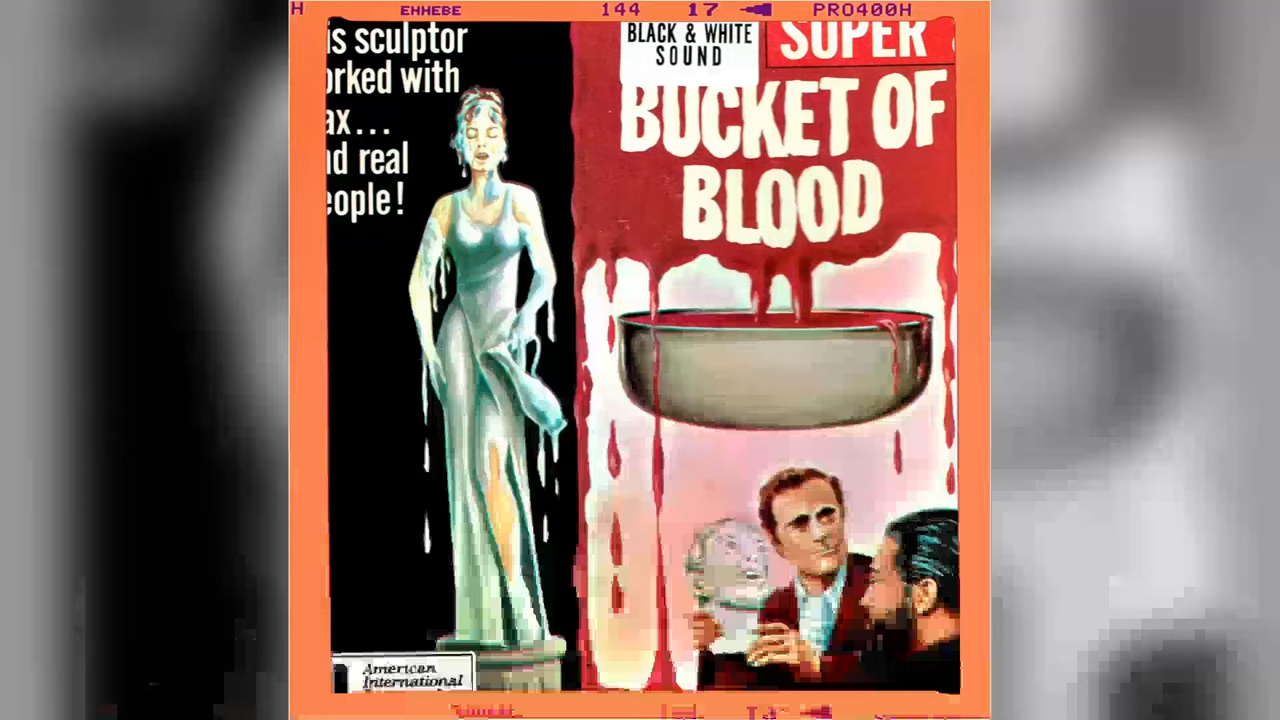 H
EHHEBE
144
17
PRO400H
is sculptor
orked with
ax...
nd real
eople!
BLACK & WHITE
SOUND
SUPER
BUCKET OF
BLOOD
American
International